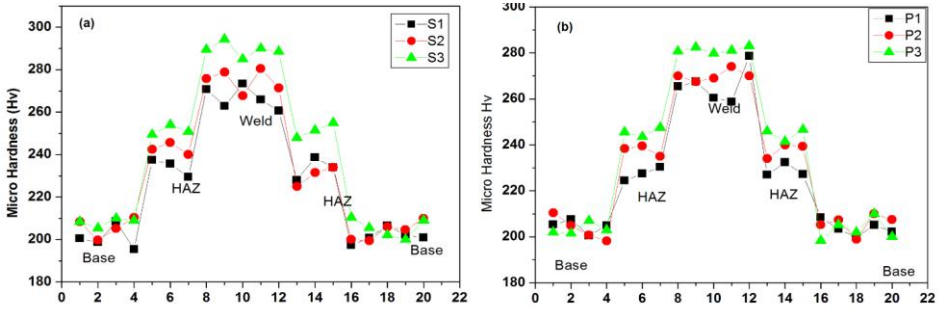 (a)
S1
S2
S3
Micro Hardness (Hv)
300
280
260
240
220
200
180
Weld
HAZ
HAZ
Base
Base
0 2 4 6 8 10 12 14 16 18 20 22
(b)
P1
P2
P3
Micro Hardness Hv
300
280
260
240
220
200
180
Weld
HAZ
HAZ
Base
Base
0 2 4 6 8 10 12 14 16 18 20 22